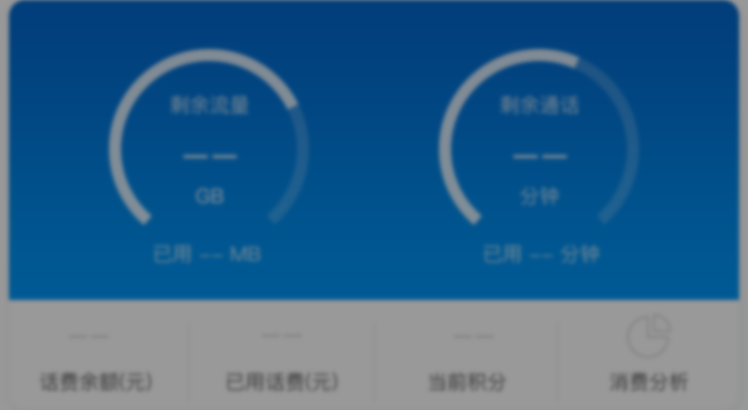 剩余流量 剩余通话
-- --
GB 分钟
已用 -- MB 已用 -- 分钟
-- -- --
话费余额(元) 已用话费(元) 当前积分 消费分析